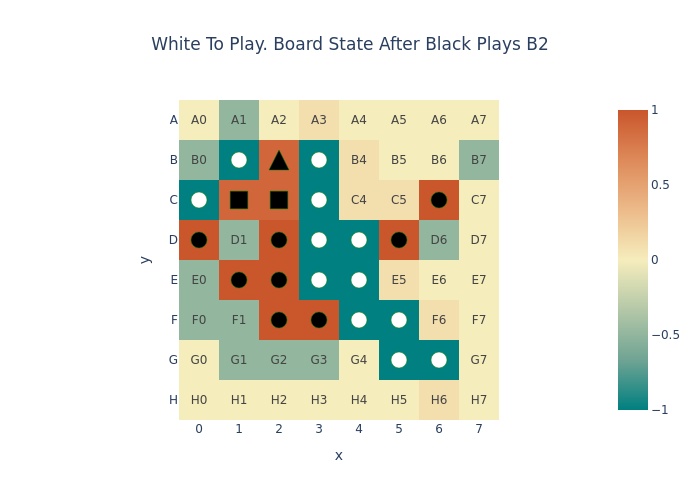 White To Play. Board State After Black Plays B2
A A0 A1 A2 A3 A4 A5 A6 A7 1
B B0 B4 B5 B6 B7
C C4 C5 C7 0.5
D D1 D6 D7
y 0
E E0 E5 E6 E7
F F0 F1 F6 F7 −0.5
G G0 G1 G2 G3 G4 G7
H H0 H1 H2 H3 H4 H5 H6 H7 −1
0 1 2 3 4 5 6 7
x